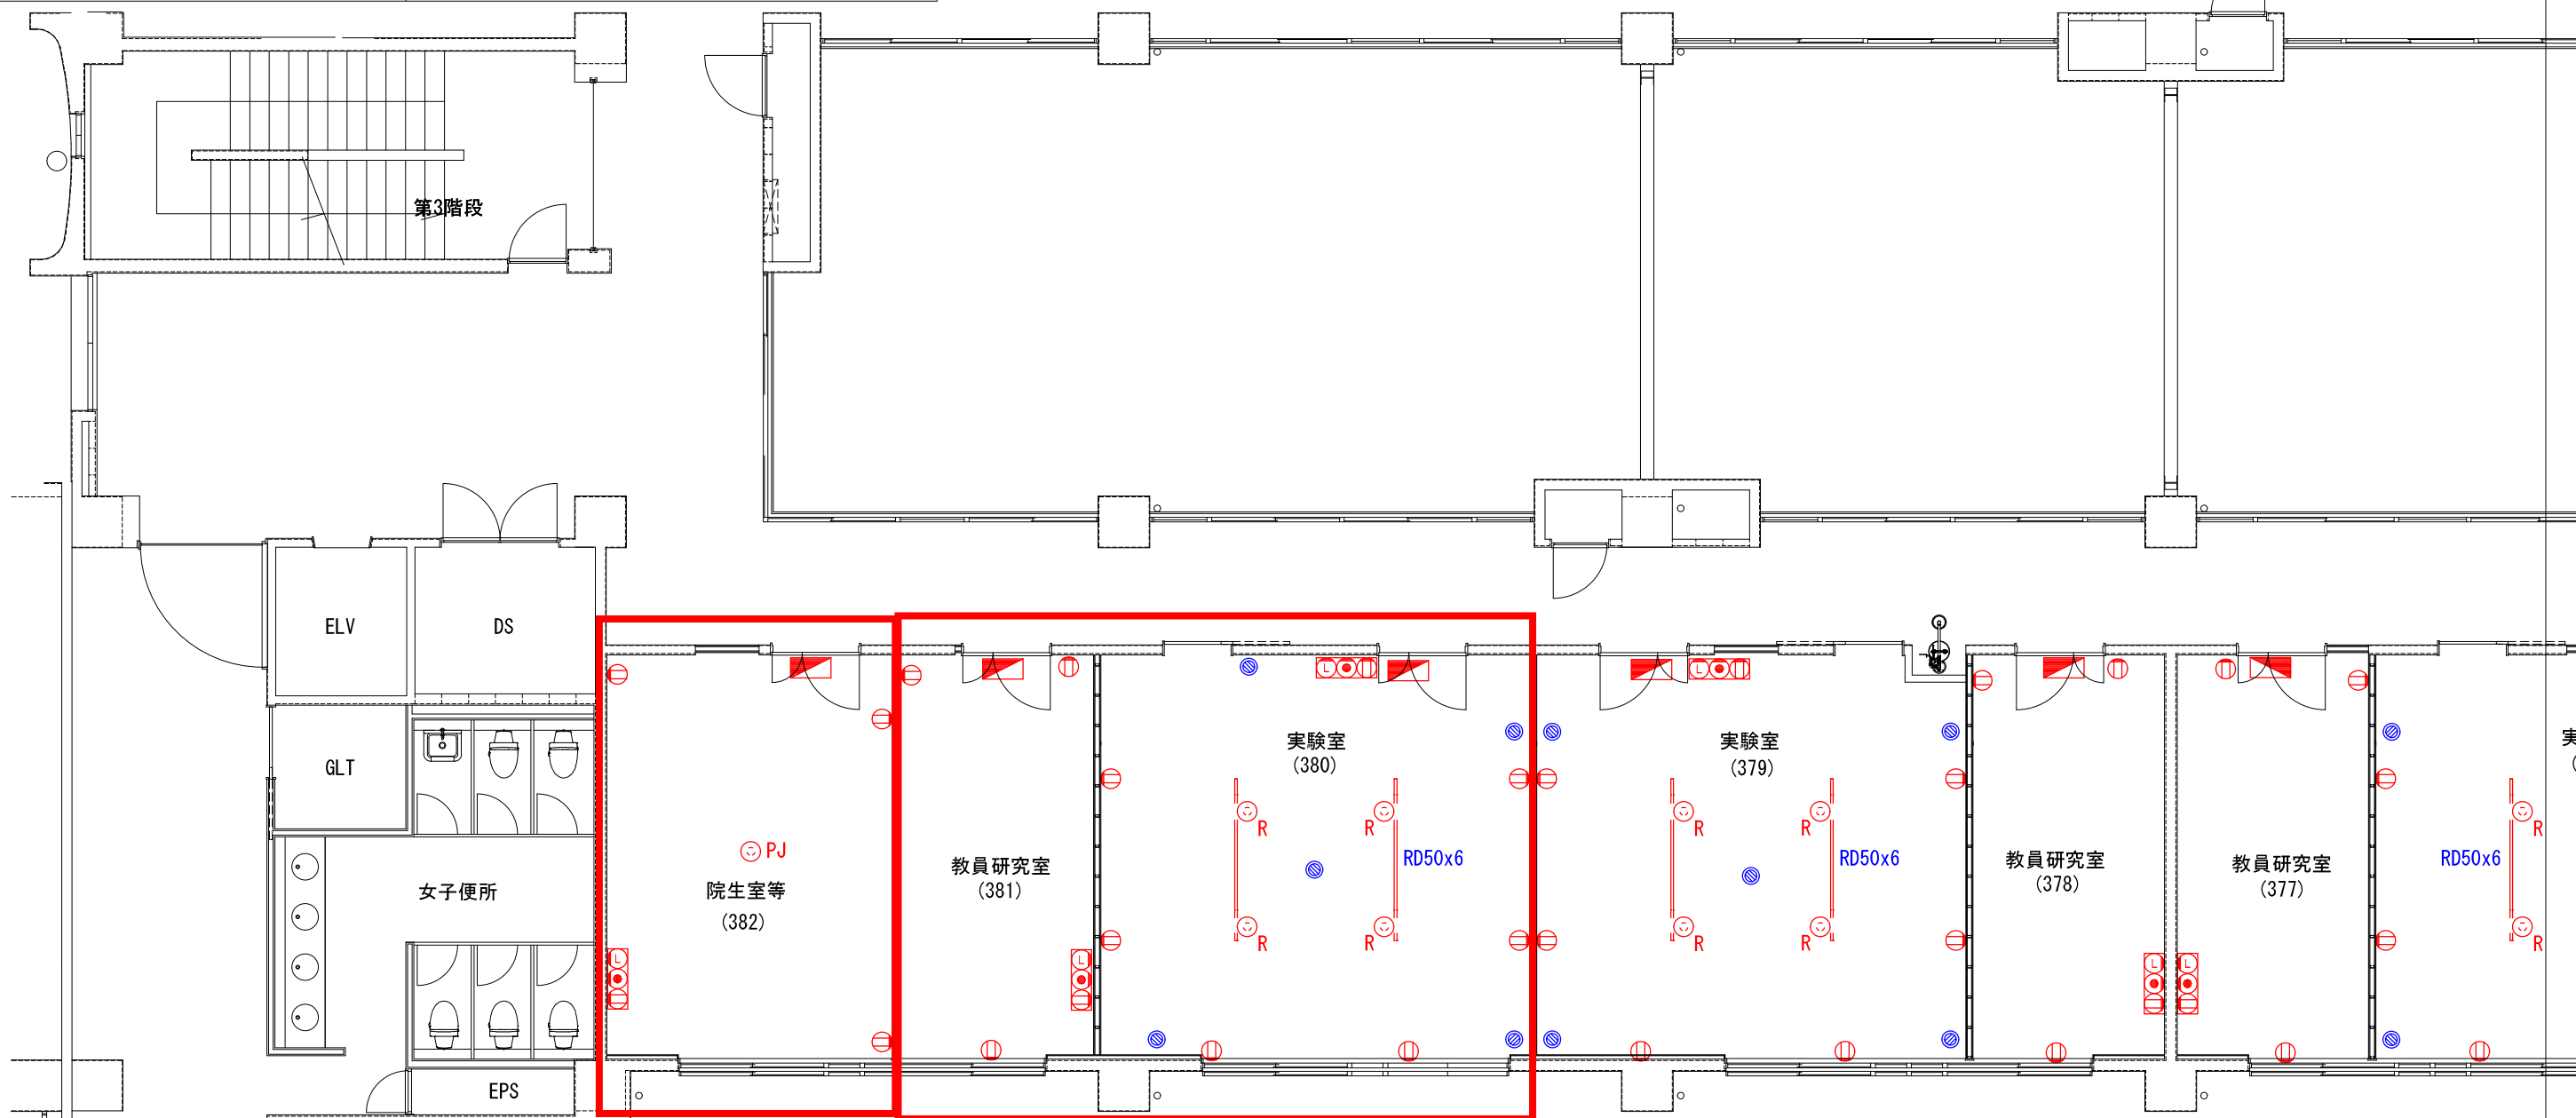 第3階段
ELV
DS
GLT
女子便所
EPS
PJ
院生室等
(382)
L
教員研究室
(381)
L
L
実験室
(380)
R
R
R
R
RD50x6
L
実験室
(379)
R
R
R
R
RD50x6
教員研究室
(378)
L
教員研究室
(377)
L
RD50x6
R
R